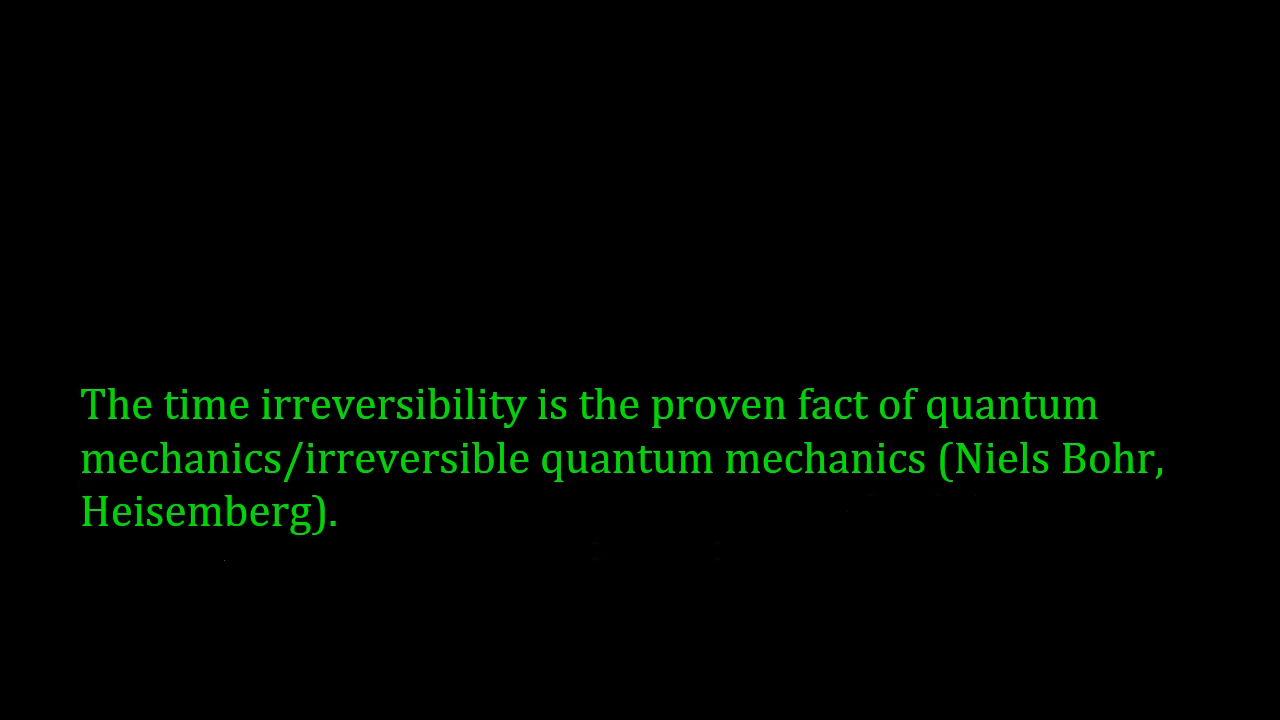 The time irreversibility is the proven fact of quantum
mechanics/irreversible quantum mechanics (Niels Bohr,
Heisemberg).